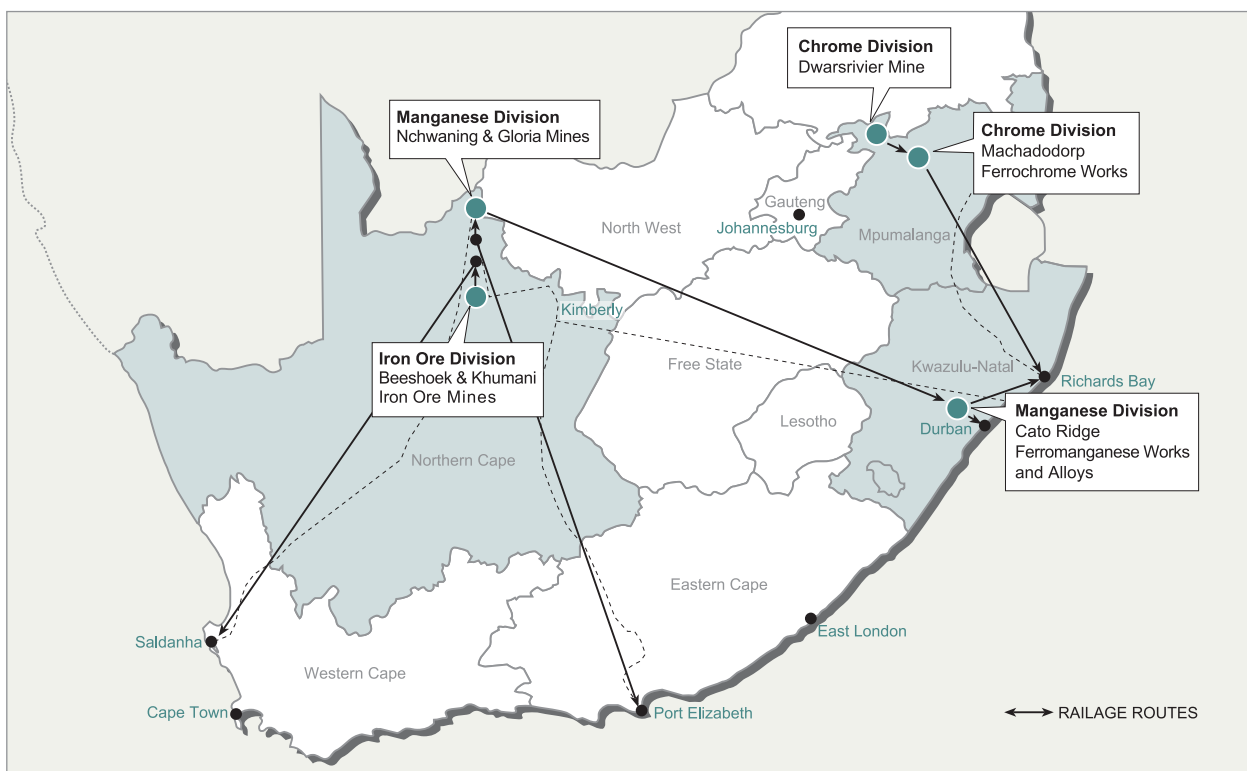 Chrome Division
Dwarsrivier Mine
Manganese Division
Nchwaning & Gloria Mines
Chrome Division
Machadodorp
Ferrochrome Works
Gauteng
Johannesburg
North West
Mpumalanga
Kimberly
Iron Ore Division
Beeshoek & Khumani
Iron Ore Mines
Free State
Kwazulu-Natal
Richards Bay
Lesotho
Durban
Manganese Division
Cato Ridge
Ferromanganese Works
and Alloys
Northern Cape
Eastern Cape
East London
Saldanha
Western Cape
Cape Town
Port Elizabeth
RAILAGE ROUTES